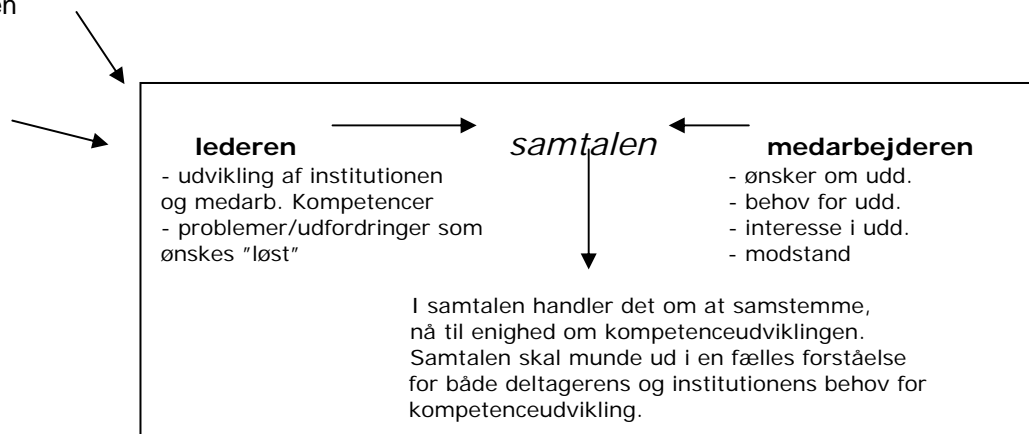 en
lederen
- udvikling af institutionen
og medarb. Kompetencer
- problemer/udfordringer som
ønskes "løst"
samtalen
medarbejderen
- ønsker om udd.
- behov for udd.
- interesse i udd.
- modstand
I samtalen handler det om at samstemme,
nå til enighed om kompetenceudviklingen.
Samtalen skal munde ud i en fælles forståelse
for både deltagerens og institutionens behov for
kompetenceudvikling.